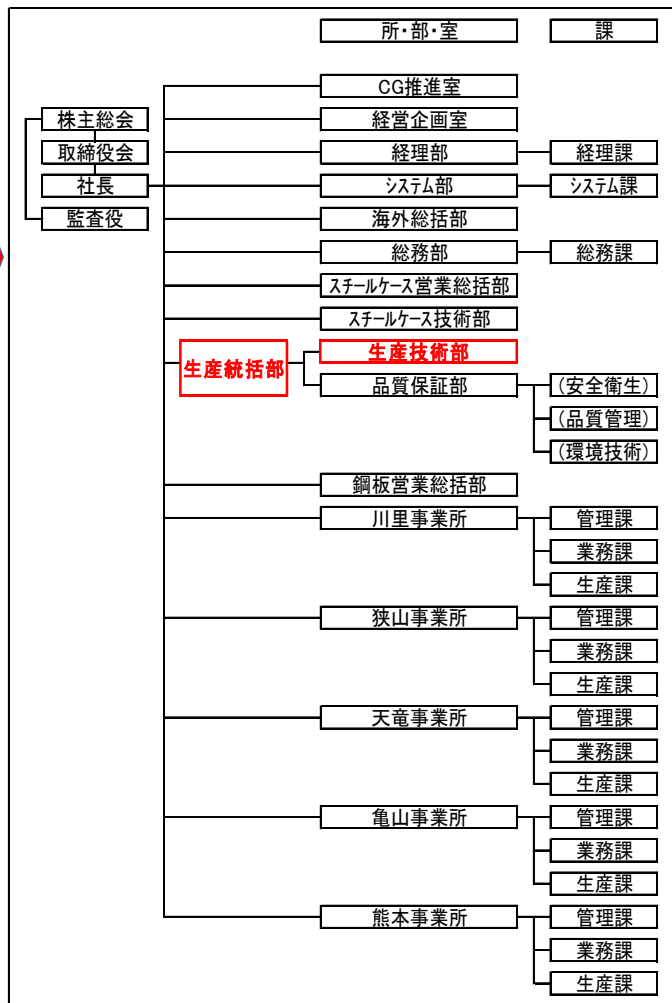 所・部・室 課
CG推進室
株主総会 経営企画室
取締役会 経理部 経理課
社長 システム部 システム課
監査役 海外総括部
総務部 総務課
スチールケース営業総括部
スチールケース技術部
生産統括部 生産技術部
品質保証部 (安全衛生)
(品質管理)
(環境技術)
鋼板営業総括部
川里事業所 管理課
業務課
生産課
狭山事業所 管理課
業務課
生産課
天竜事業所 管理課
業務課
生産課
亀山事業所 管理課
業務課
生産課
熊本事業所 管理課
業務課
生産課